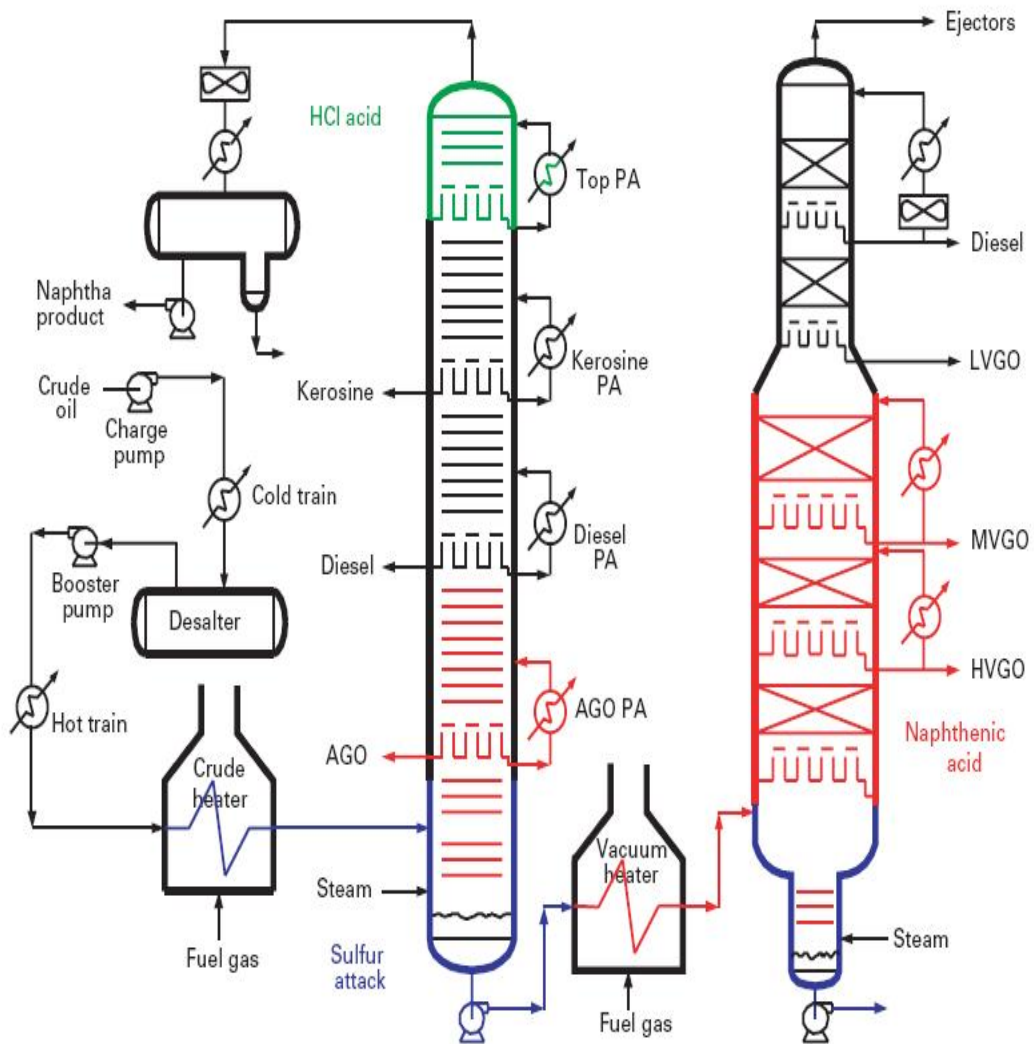 Ejectors
HCl acid
Top PA
Diesel
Naphtha
product
Kerosine
PA
LVGO
Crude
oil
Charge
pump
Kerosine
Cold train
Diesel
PA
MVGO
Booster
pump
Diesel
Desalter
HVGO
Hot train
AGO PA
Naphthenic
acid
AGO
Crude
heater
Vacuum
heater
Steam
Steam
Sulfur
attack
Fuel gas
Fuel gas